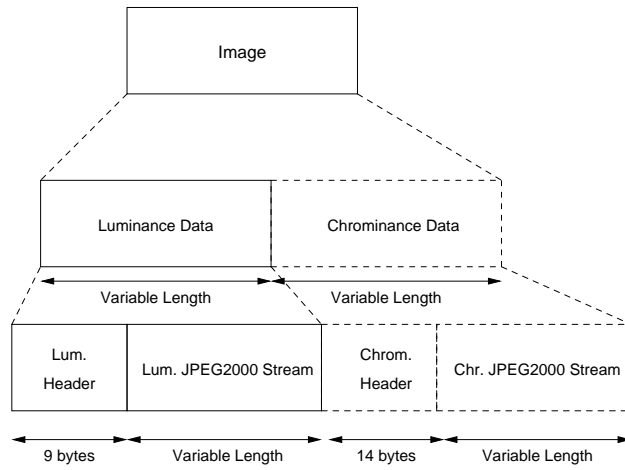 Image
Luminance Data
Chrominance Data
Variable Length
Variable Length
Lum.
Header
Lum. JPEG2000 Stream
Chrom.
Header
Chr. JPEG2000 Stream
9 bytes
Variable Length
14 bytes
Variable Length